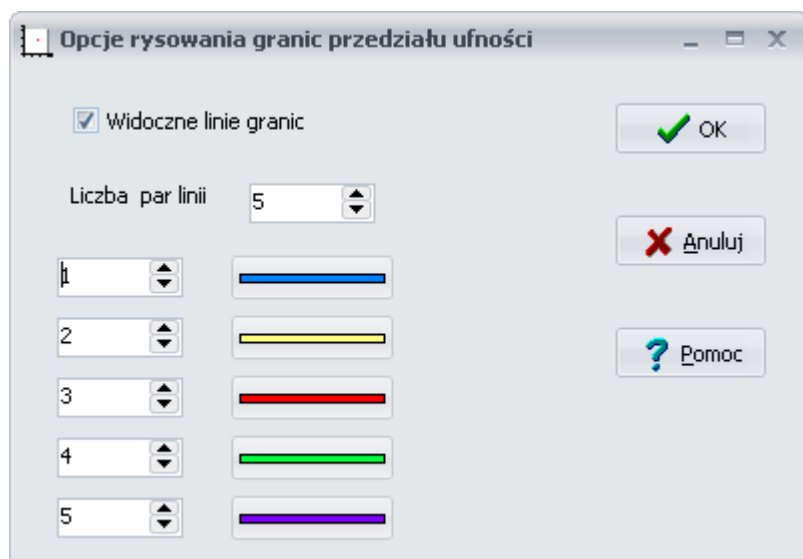 Opcje rysowania granic przedziału ufności
Widoczne linie granic
OK
Liczba par linii
5
Anuluj
1
2
Pomoc
3
4
5